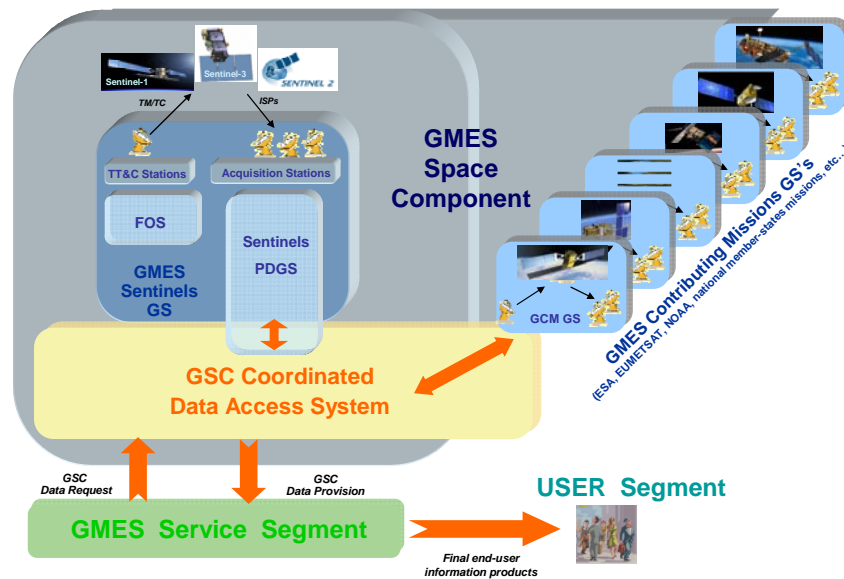 Sentinel-1
Sentinel-3
SENTINEL 2
TM/TC
ISPs
TT&C Stations
Acquisition Stations
FOS
Sentinels
PDGS
GMES
Sentinels
GS
GMES
Space
Component
GCM GS
GMES Contributing Missions GS's
(ESA, EUMETSAT, NOAA, national member-states missions, etc…)
GSC Coordinated
Data Access System
GSC
Data Request
GSC
Data Provision
GMES Service Segment
USER Segment
Final end-user
information products